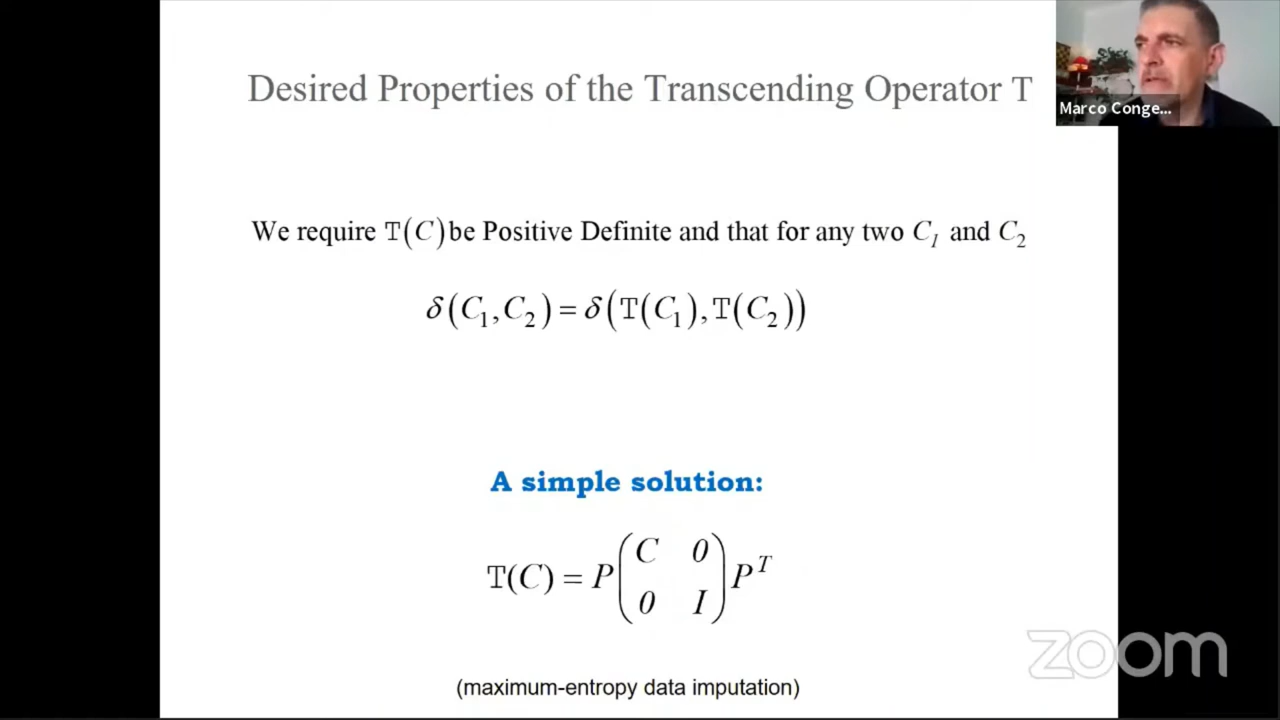 Desired Properties of the Transcending Operator T
Marco Conge...
We require T(C) be Positive Definite and that for any two C₁ and C₂
δ(C₁,C₂) = δ(T(C₁),T(C₂))
A simple solution:
T(C) = P(C 0
0 I)Pᵀ
zoom
(maximum-entropy data imputation)